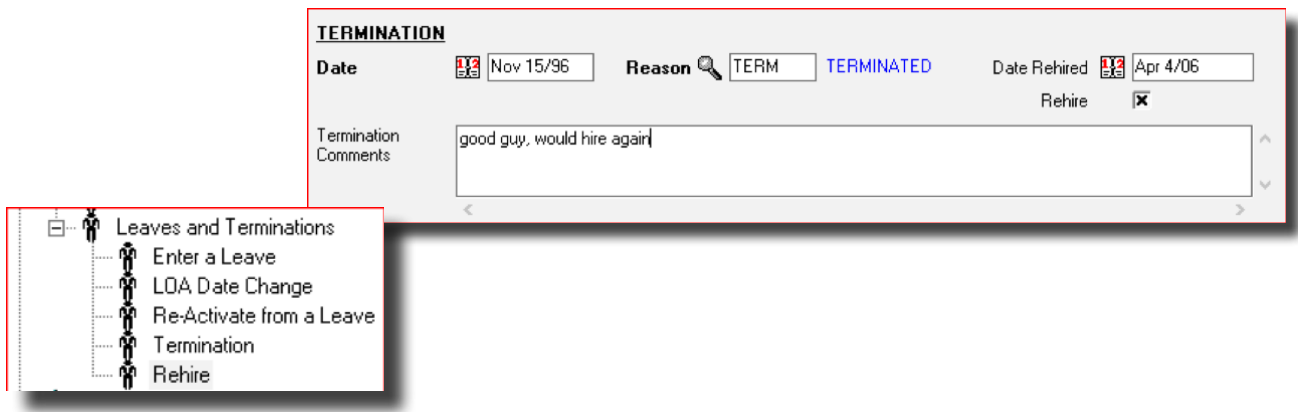 TERMINATION
Date Nov 15/96 Reason TERM TERMINATED Date Rehired Apr 4/06
Rehire
Termination
Comments
good guy, would hire again
Leaves and Terminations
Enter a Leave
LOA Date Change
Re-Activate from a Leave
Termination
Rehire